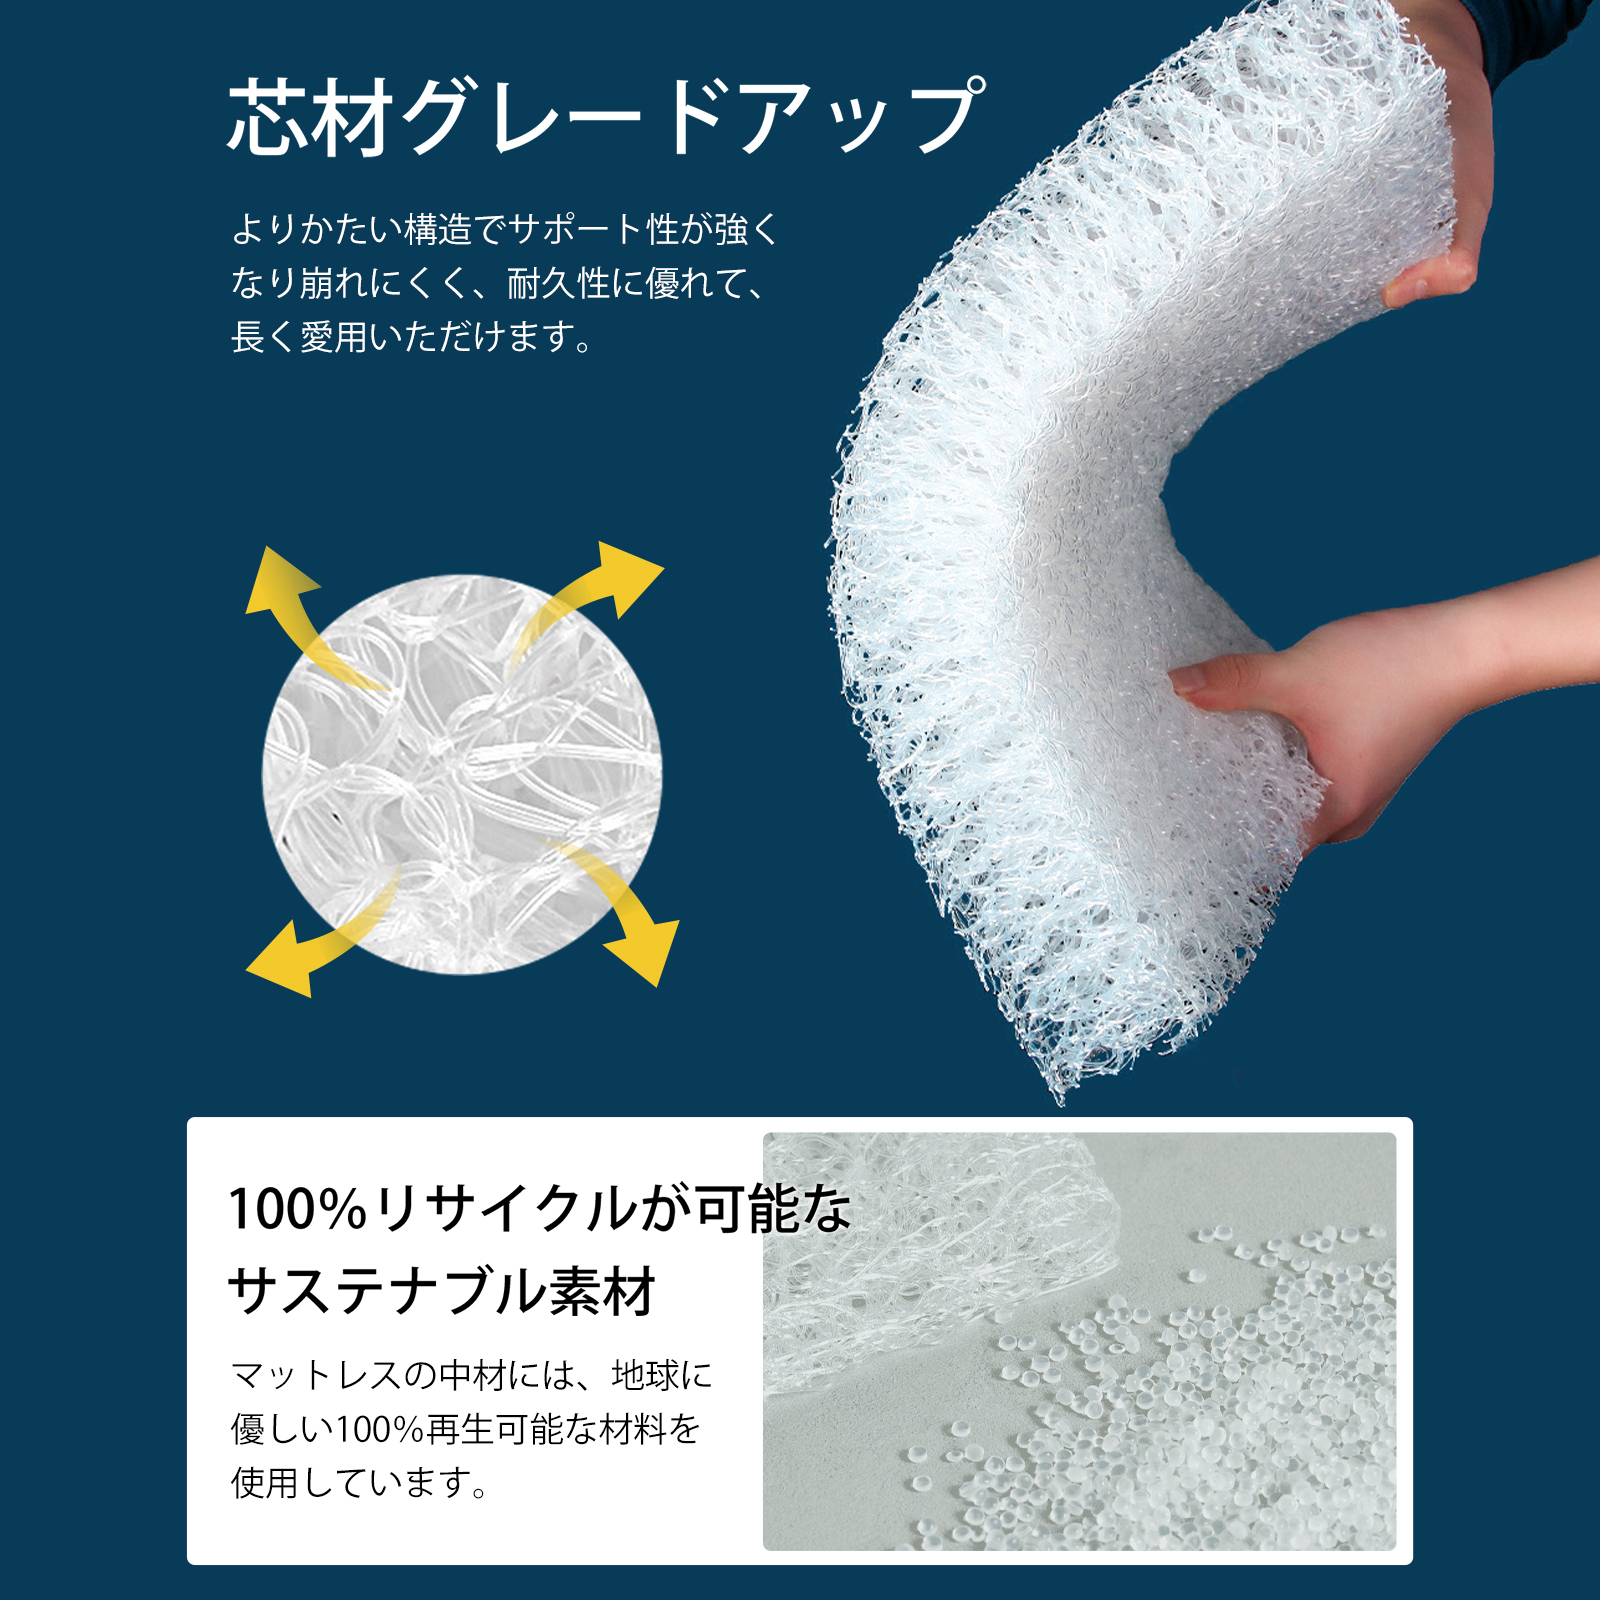 芯材グレードアップ
よりかたい構造でサポート性が強く
なり崩れにくく、耐久性に優れて、
長く愛用いただけます。
100%リサイクルが可能な
サステナブル素材
マットレスの中材には、地球に
優しい100%再生可能な材料を
使用しています。